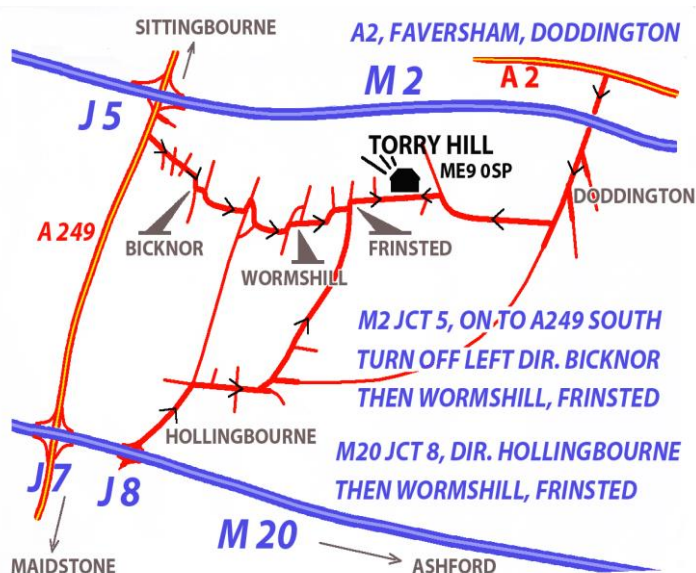 SITTINGBOURNE
A2, FAVERSHAM, DODDINGTON
A 2
M 2
J 5
TORRY HILL
ME9 0SP
DODDINGTON
A 249
BICKNOR
WORMSHILL
FRINSTED
M2 JCT 5, ON TO A249 SOUTH
TURN OFF LEFT DIR. BICKNOR
THEN WORMSHILL, FRINSTED
HOLLINGBOURNE
M20 JCT 8, DIR. HOLLINGBOURNE
THEN WORMSHILL, FRINSTED
J7
J 8
M 20
MAIDSTONE
ASHFORD